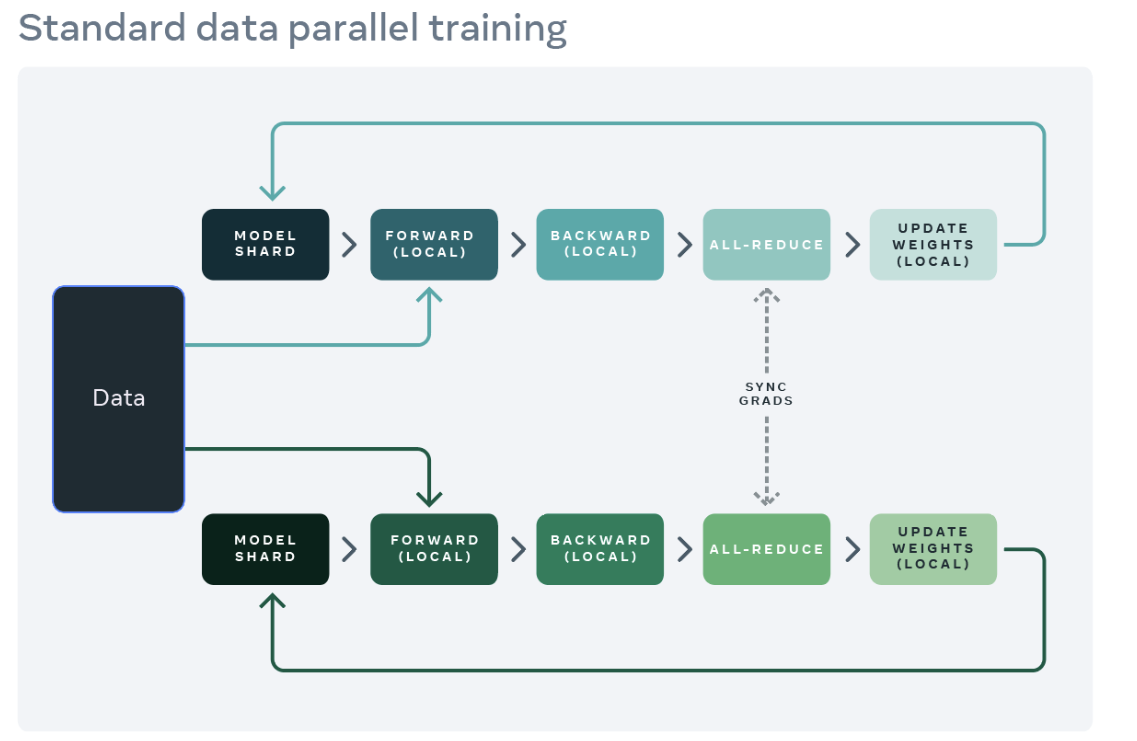 Standard data parallel training
MODEL
SHARD
FORWARD
(LOCAL)
BACKWARD
(LOCAL)
ALL-REDUCE
UPDATE
WEIGHTS
(LOCAL)
Data
SYNC
GRADS
MODEL
SHARD
FORWARD
(LOCAL)
BACKWARD
(LOCAL)
ALL-REDUCE
UPDATE
WEIGHTS
(LOCAL)